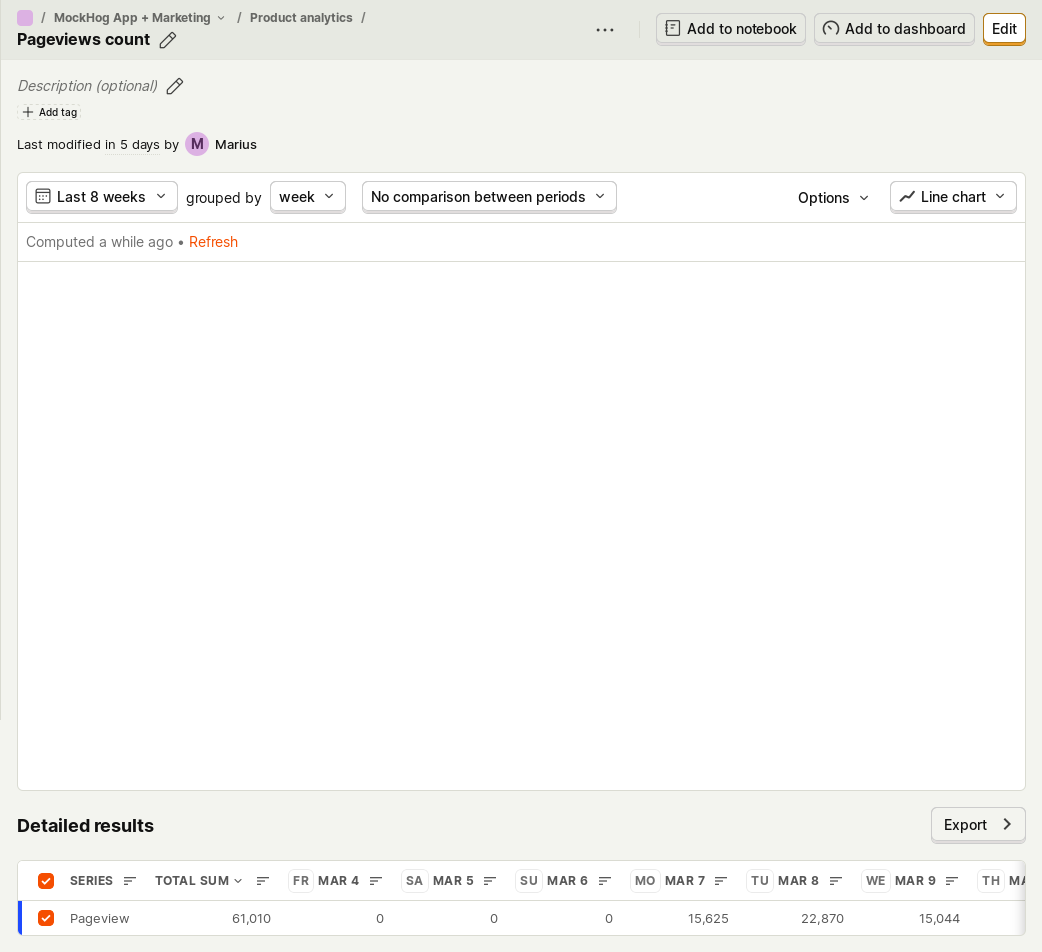 / MockHog App + Marketing / Product analytics /
Pageviews count
Add to notebook
Add to dashboard
Edit
Description (optional)
Add tag
Last modified in 5 days by M Marius
Last 8 weeks grouped by week No comparison between periods Options Line chart
Computed a while ago • Refresh
Detailed results
Export
SERIES TOTAL SUM FR MAR 4 SA MAR 5 SU MAR 6 MO MAR 7 TU MAR 8 WE MAR 9 TH
Pageview 61,010 0 0 0 15,625 22,870 15,044